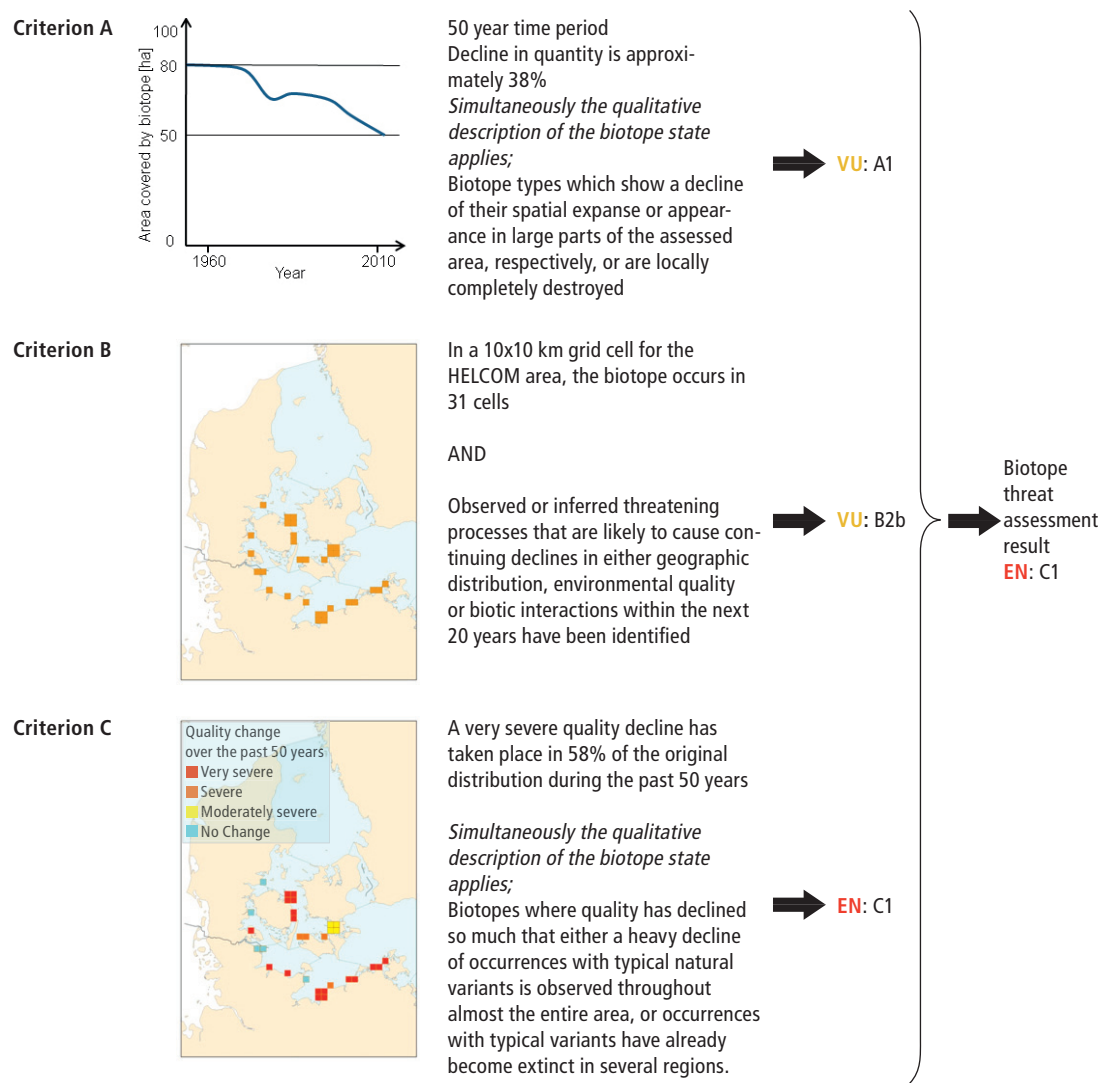 Criterion A
Area covered by biotope [ha]
100
80
50
0
1960
2010
Year
50 year time period
Decline in quantity is approxi-
mately 38%
Simultaneously the qualitative
description of the biotope state
applies;
Biotope types which show a decline
of their spatial expanse or appear-
ance in large parts of the assessed
area, respectively, or are locally
completely destroyed
VU: A1
Criterion B
In a 10x10 km grid cell for the
HELCOM area, the biotope occurs in
31 cells
AND
Observed or inferred threatening
processes that are likely to cause con-
tinuing declines in either geographic
distribution, environmental quality
or biotic interactions within the next
20 years have been identified
VU: B2b
Criterion C
Quality change
over the past 50 years
Very severe
Severe
Moderately severe
No Change
A very severe quality decline has
taken place in 58% of the original
distribution during the past 50 years
Simultaneously the qualitative
description of the biotope state
applies;
Biotopes where quality has declined
so much that either a heavy decline
of occurrences with typical natural
variants is observed throughout
almost the entire area, or occurrences
with typical variants have already
become extinct in several regions.
EN: C1
Biotope
threat
assessment
result
EN: C1